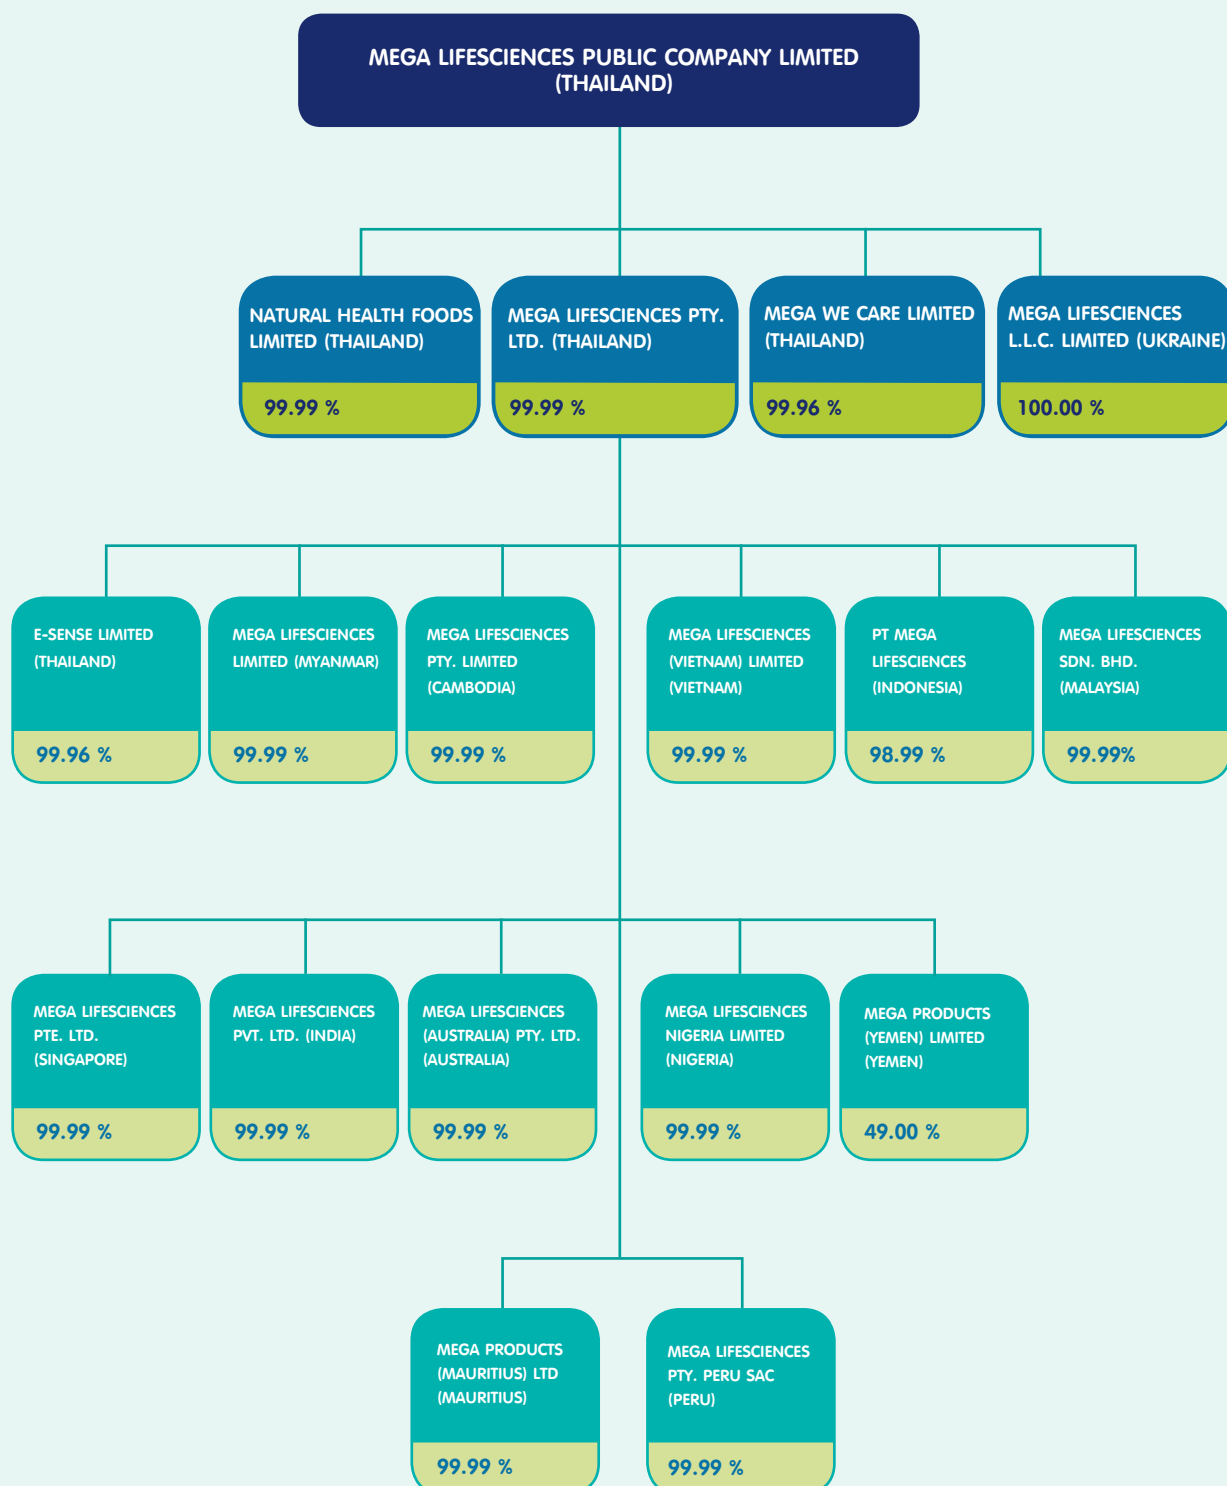 MEGA LIFESCIENCES PUBLIC COMPANY LIMITED
(THAILAND)
NATURAL HEALTH FOODS
LIMITED (THAILAND)
99.99 %
MEGA LIFESCIENCES PTY.
LTD. (THAILAND)
99.99 %
MEGA WE CARE LIMITED
(THAILAND)
99.96 %
MEGA LIFESCIENCES
L.L.C. LIMITED (UKRAINE)
100.00 %
E-SENSE LIMITED
(THAILAND)
99.96 %
MEGA LIFESCIENCES
LIMITED (MYANMAR)
99.99 %
MEGA LIFESCIENCES
PTY. LIMITED
(CAMBODIA)
99.99 %
MEGA LIFESCIENCES
(VIETNAM) LIMITED
(VIETNAM)
99.99 %
PT MEGA
LIFESCIENCES
(INDONESIA)
98.99 %
MEGA LIFESCIENCES
SDN. BHD.
(MALAYSIA)
99.99%
MEGA LIFESCIENCES
PTE. LTD.
(SINGAPORE)
99.99 %
MEGA LIFESCIENCES
PVT. LTD. (INDIA)
99.99 %
MEGA LIFESCIENCES
(AUSTRALIA) PTY. LTD.
(AUSTRALIA)
99.99 %
MEGA LIFESCIENCES
NIGERIA LIMITED
(NIGERIA)
99.99 %
MEGA PRODUCTS
(YEMEN) LIMITED
(YEMEN)
49.00 %
MEGA PRODUCTS
(MAURITIUS) LTD
(MAURITIUS)
99.99 %
MEGA LIFESCIENCES
PTY. PERU SAC
(PERU)
99.99 %